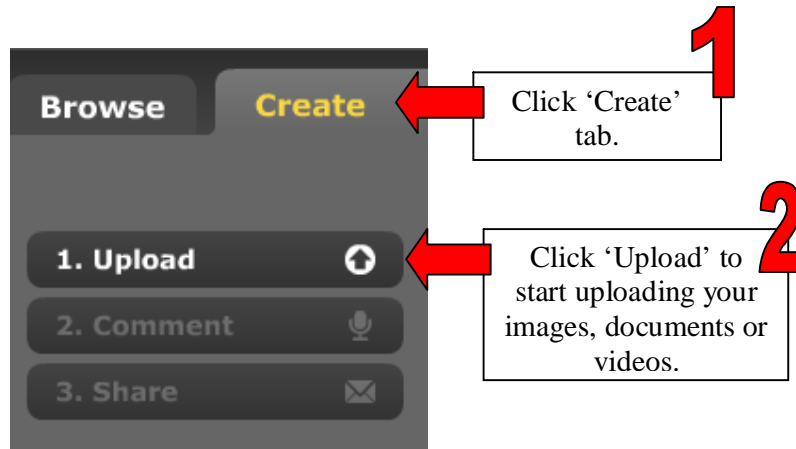 1
Browse Create
Click ‘Create’
tab.
2
1. Upload
Click ‘Upload’ to
start uploading your
images, documents or
videos.
2. Comment
3. Share